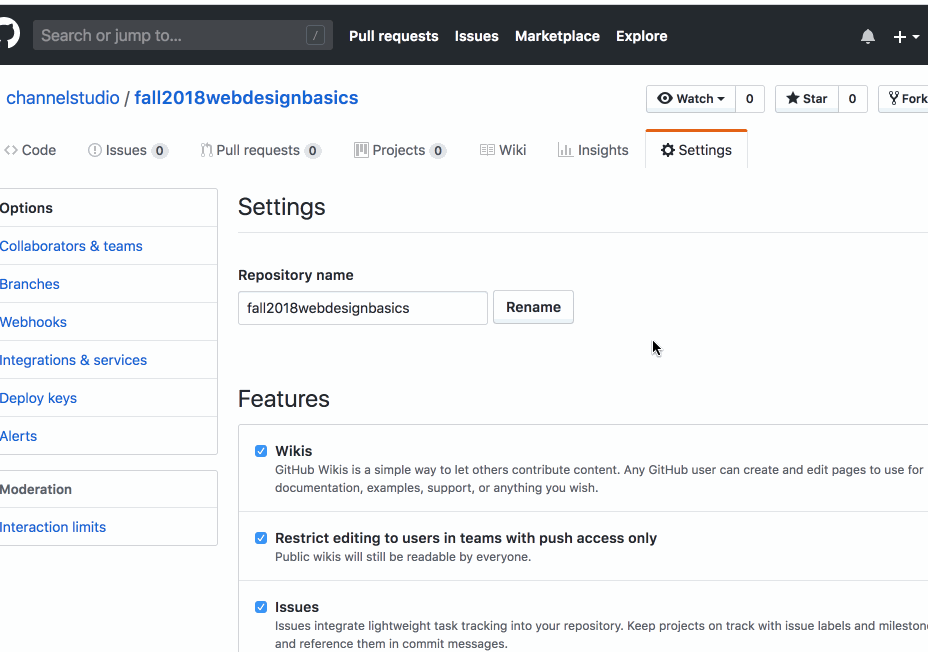 Search or jump to... /
Pull requests Issues Marketplace Explore
channelstudio / fall2018webdesignbasics
Watch 0 Star 0 Fork
Code Issues 0 Pull requests 0 Projects 0 Wiki Insights Settings
Options
Collaborators & teams
Branches
Webhooks
Integrations & services
Deploy keys
Alerts
Moderation
Interaction limits
Settings
Repository name
fall2018webdesignbasics Rename
Features
Wikis
GitHub Wikis is a simple way to let others contribute content. Any GitHub user can create and edit pages to use for
documentation, examples, support, or anything you wish.
Restrict editing to users in teams with push access only
Public wikis will still be readable by everyone.
Issues
Issues integrate lightweight task tracking into your repository. Keep projects on track with issue labels and mileston
and reference them in commit messages.